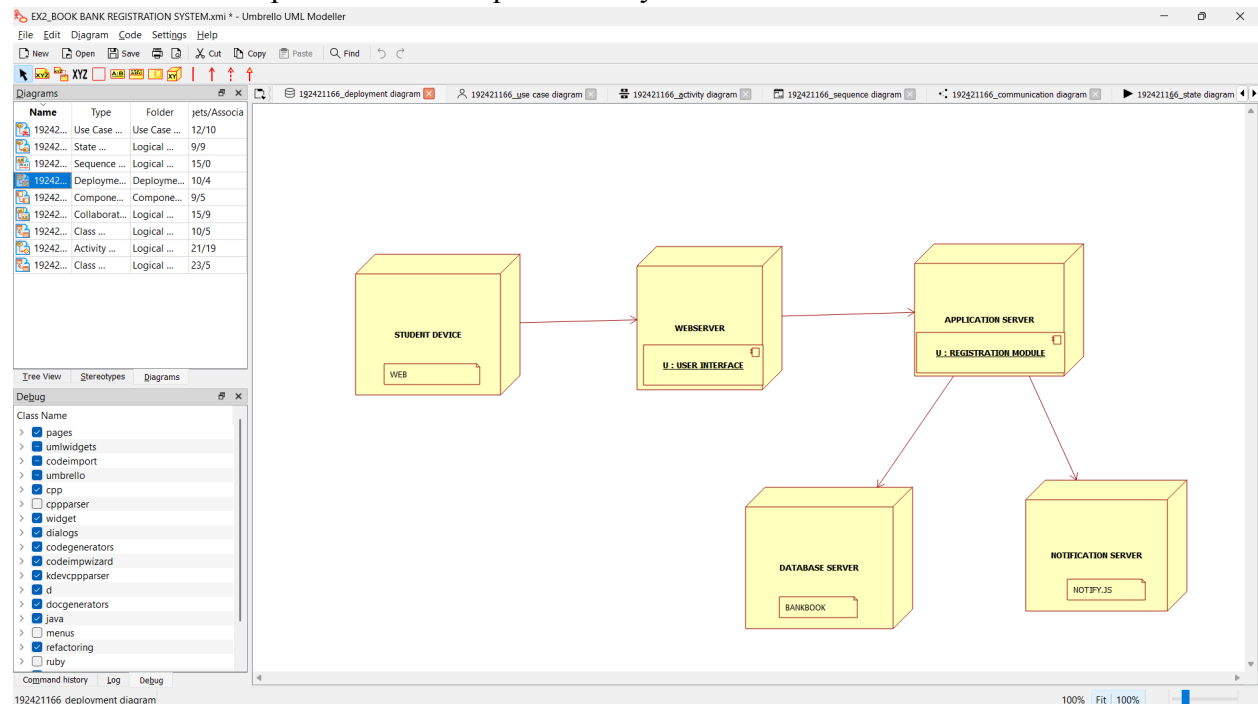 EX2_BOOK BANK REGISTRATION SYSTEM.xmi * - Umbrello UML Modeller
File Edit Diagram Code Settings Help
New Open Save Cut Copy Paste Find
XYZ
Diagrams
192421166_deployment diagram 192421166_use case diagram 192421166_activity diagram 192421166_sequence diagram 192421166_communication diagram 192421166_state diagram
Name Type Folder jets/Associa
19242... Use Case ... Use Case ... 12/10
19242... State ... Logical ... 9/9
19242... Sequence ... Logical ... 15/0
19242... Deployme... Deployme... 10/4
19242... Compone... Compone... 9/5
19242... Collaborat... Logical ... 15/9
19242... Class ... Logical ... 10/5
19242... Activity ... Logical ... 21/19
19242... Class ... Logical ... 23/5
Tree View Stereotypes Diagrams
Debug
Class Name
pages
umlwidgets
codeimport
umbrello
cpp
cppparser
widget
dialogs
codegenerators
codeimpwizard
kdevcppparser
d
docgenerators
java
menus
refactoring
ruby
Command history Log Debug
192421166_deployment diagram
100% Fit 100%
STUDENT DEVICE
WEB
WEBSERVER
U : USER INTERFACE
APPLICATION SERVER
U : REGISTRATION MODULE
DATABASE SERVER
BANKBOOK
NOTIFICATION SERVER
NOTIFY.JS